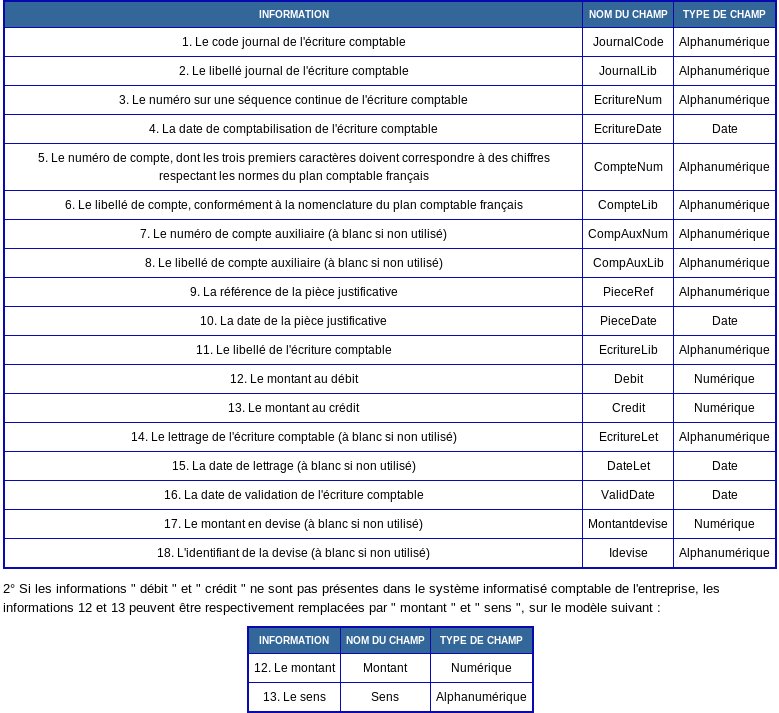 INFORMATION NOM DU CHAMP TYPE DE CHAMP
1. Le code journal de l'écriture comptable JournalCode Alphanumérique
2. Le libellé journal de l'écriture comptable JournalLib Alphanumérique
3. Le numéro sur une séquence continue de l'écriture comptable EcritureNum Alphanumérique
4. La date de comptabilisation de l'écriture comptable EcritureDate Date
5. Le numéro de compte, dont les trois premiers caractères doivent correspondre à des chiffres
respectant les normes du plan comptable français CompteNum Alphanumérique
6. Le libellé de compte, conformément à la nomenclature du plan comptable français CompteLib Alphanumérique
7. Le numéro de compte auxiliaire (à blanc si non utilisé) CompAuxNum Alphanumérique
8. Le libellé de compte auxiliaire (à blanc si non utilisé) CompAuxLib Alphanumérique
9. La référence de la pièce justificative PieceRef Alphanumérique
10. La date de la pièce justificative PieceDate Date
11. Le libellé de l'écriture comptable EcritureLib Alphanumérique
12. Le montant au débit Debit Numérique
13. Le montant au crédit Credit Numérique
14. Le lettrage de l'écriture comptable (à blanc si non utilisé) EcritureLet Alphanumérique
15. La date de lettrage (à blanc si non utilisé) DateLet Date
16. La date de validation de l'écriture comptable ValidDate Date
17. Le montant en devise (à blanc si non utilisé) Montantdevise Numérique
18. L'identifiant de la devise (à blanc si non utilisé) Idevise Alphanumérique
2° Si les informations " débit " et " crédit " ne sont pas présentes dans le système informatisé comptable de l'entreprise, les
informations 12 et 13 peuvent être respectivement remplacées par " montant " et " sens ", sur le modèle suivant :
INFORMATION NOM DU CHAMP TYPE DE CHAMP
12. Le montant Montant Numérique
13. Le sens Sens Alphanumérique